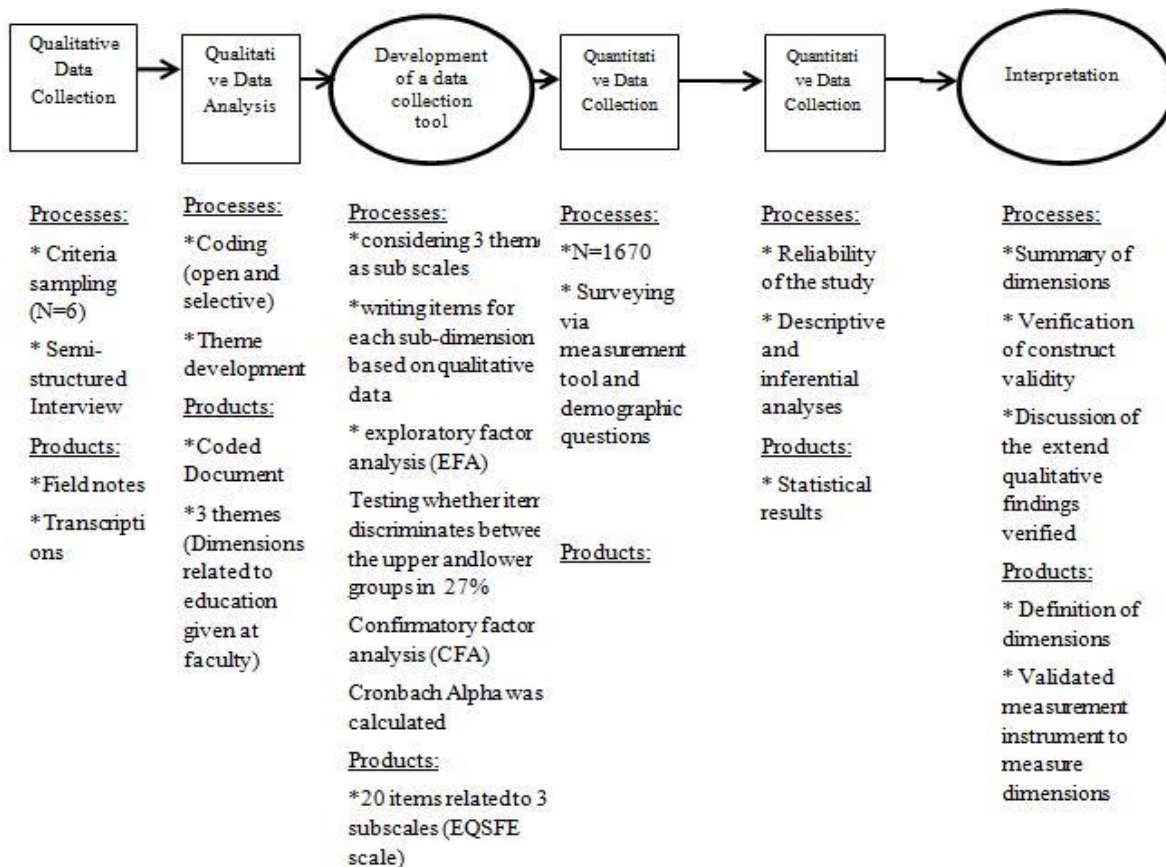 Qualitative
Data
Collection
Qualitati
ve Data
Analysis
Development
of a data
collection
tool
Quantitati
ve Data
Collection
Quantitati
ve Data
Collection
Interpretation
Processes:
* Criteria
sampling
(N=6)
* Semi-
structured
Interview
Products:
*Field notes
*Transcripti
ons
Processes:
*Coding
(open and
selective)
*Theme
development
Products:
*Coded
Document
*3 themes
(Dimensions
related to
education
given at
faculty)
Processes:
*considering 3 them
as sub scales
*writing items for
each sub-dimension
based on qualitative
data
* exploratory factor
analysis (EFA)
Testing whether item
discriminates betwee
the upper and lower
groups in 27%
Confirmatory factor
analysis (CFA)
Cronbach Alpha was
calculated
Products:
*20 items related to 3
subscales (EQSFE
scale)
Processes:
*N=1670
* Surveying
via
measurement
tool and
demographic
questions
Products:
Processes:
* Reliability
of the study
* Descriptive
and
inferential
analyses
Products:
* Statistical
results
Processes:
*Summary of
dimensions
* Verification
of construct
validity
*Discussion of
the extend
qualitative
findings
verified
Products:
* Definition of
dimensions
* Validated
measurement
instrument to
measure
dimensions